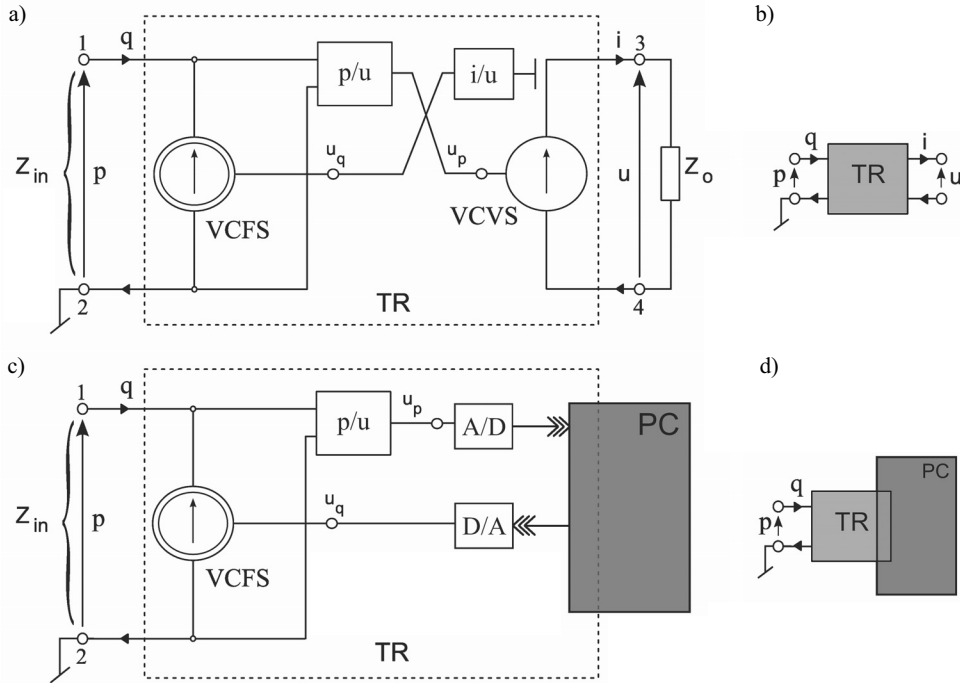 a)
b)
1 q i 3
p/u i/u
Z in p u q u p u Z o
VCFS VCVS
2 TR 4
q i
p TR u
c)
d)
1 q
p/u u p A/D PC
Z in p u q D/A
VCFS
2 TR
PC
q
p TR